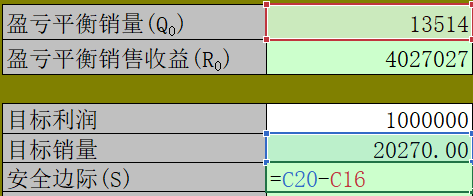 盈亏平衡销量(Q₀) 13514
盈亏平衡销售收益(R₀) 4027027
目标利润 1000000
目标销量 20270.00
安全边际(S) =C20-C16